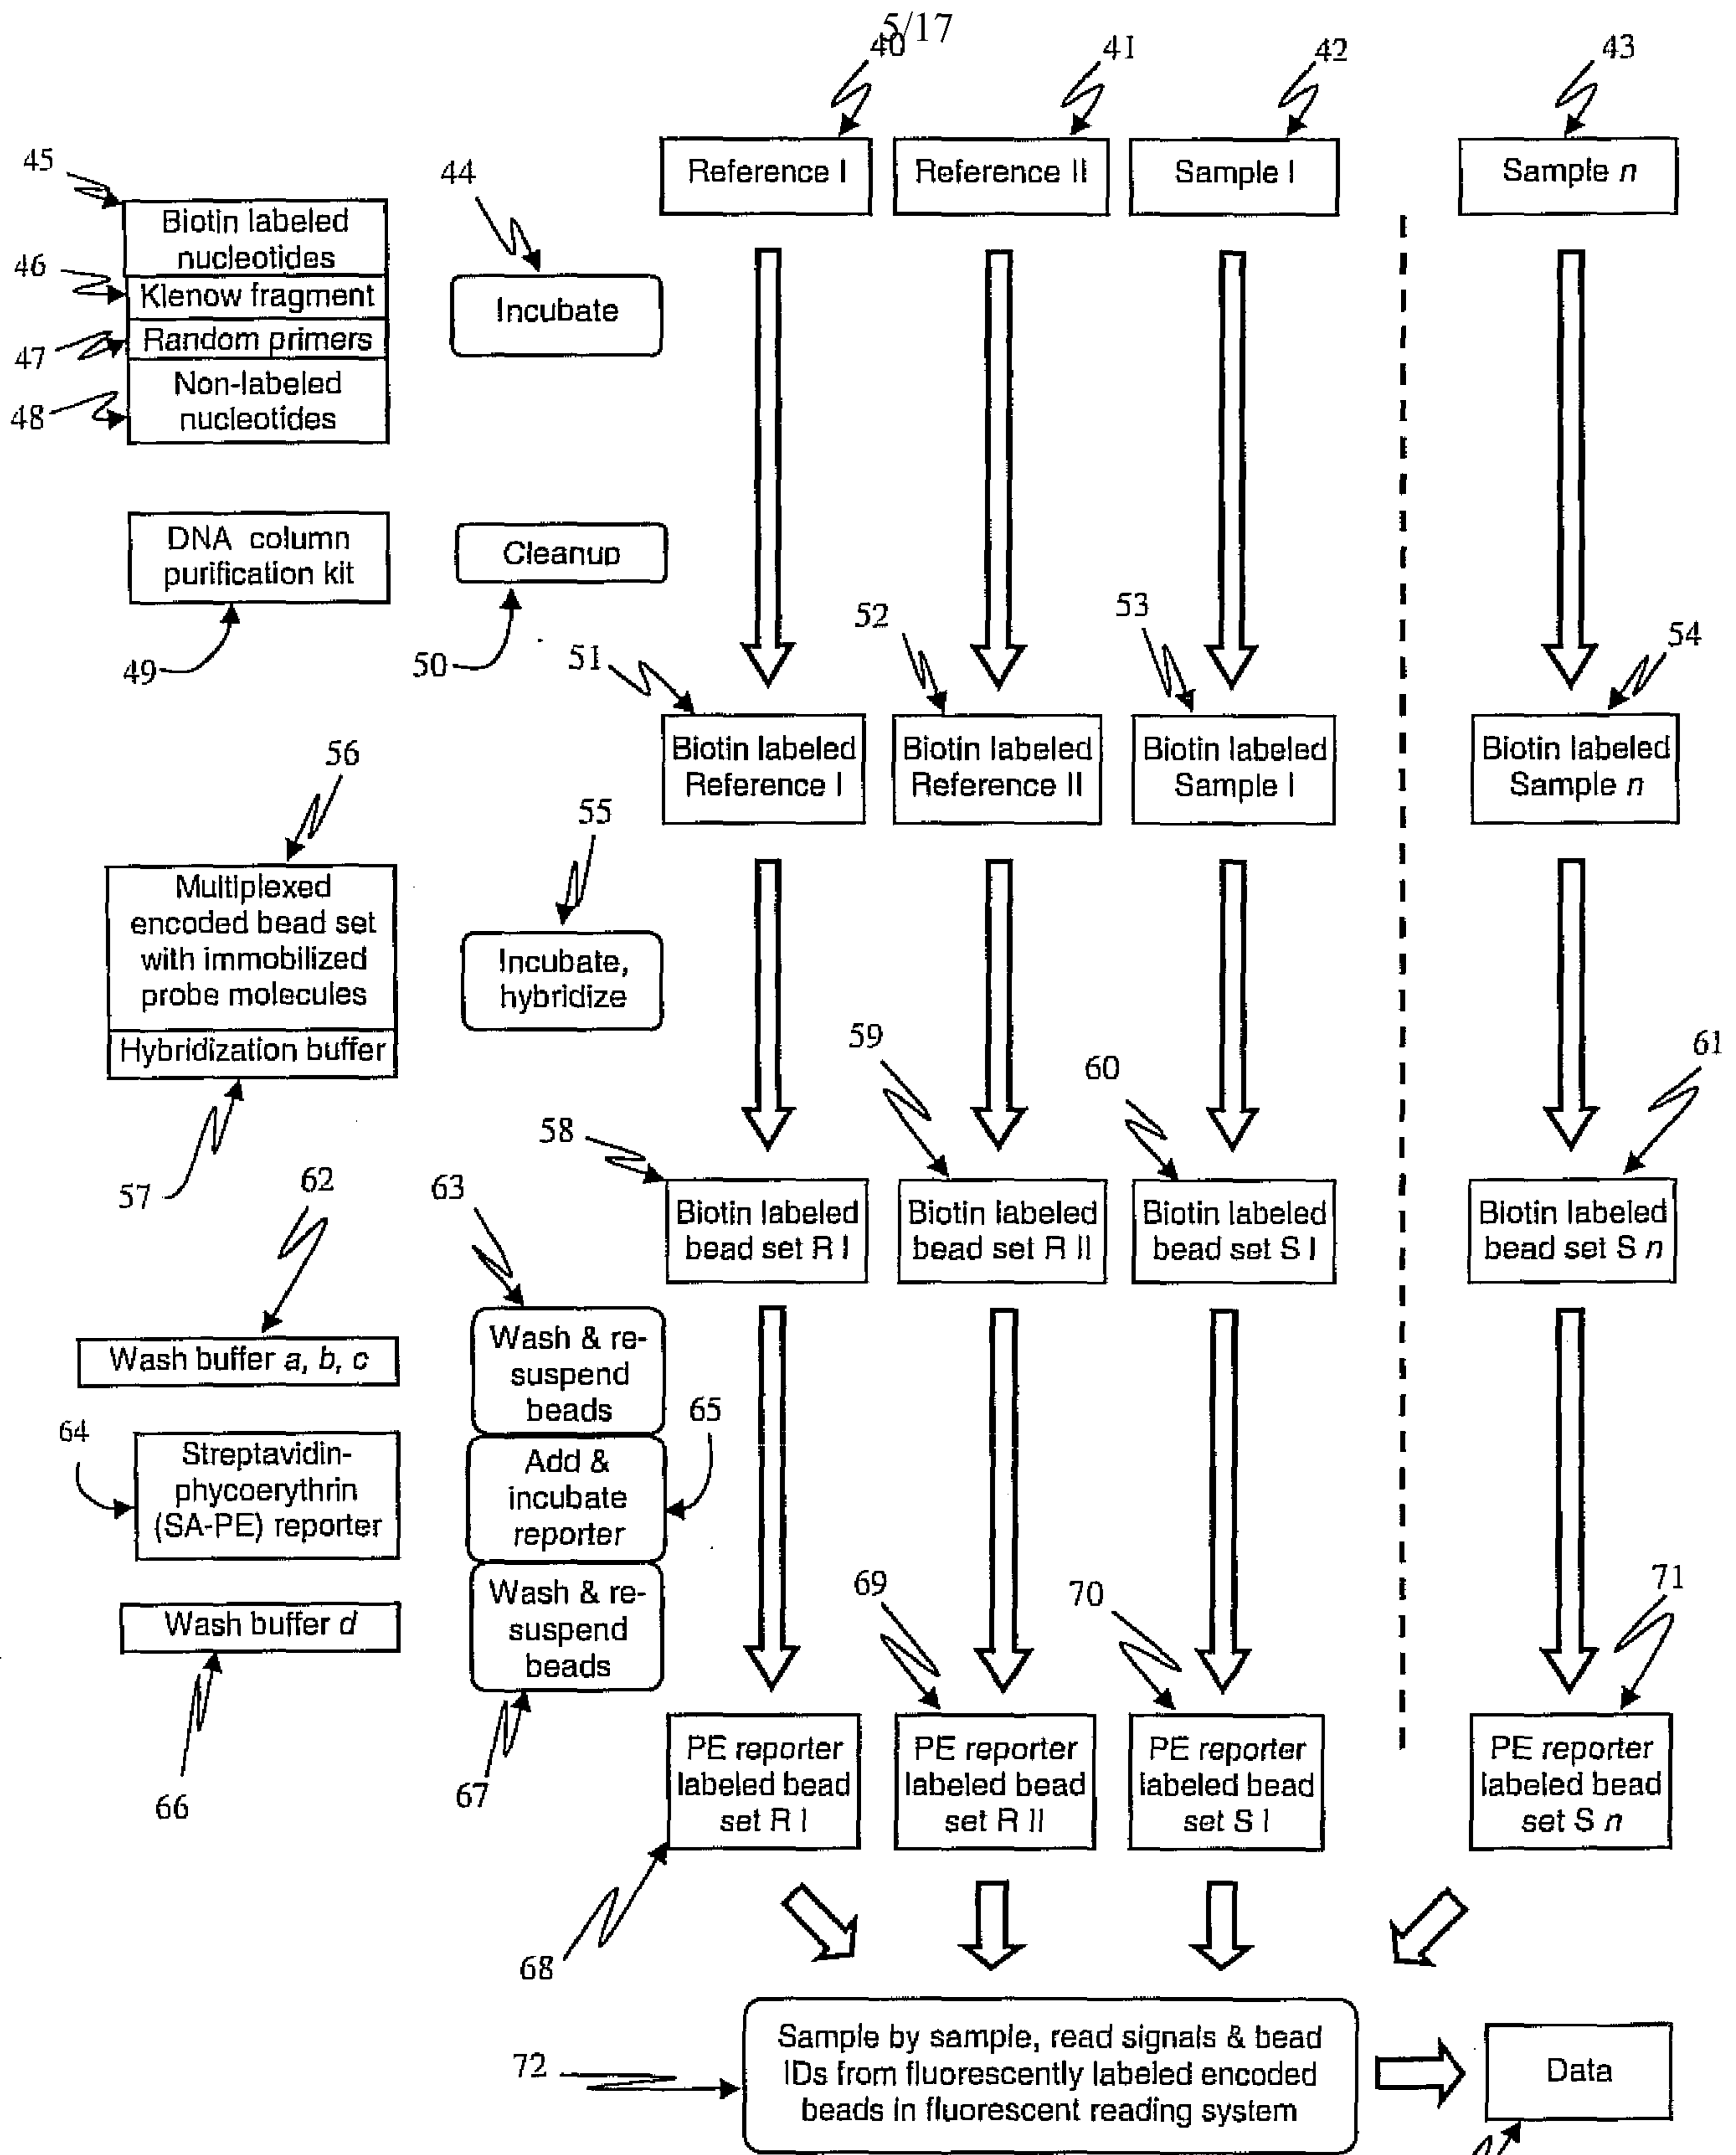 5/17
40
41
42
43
Reference I
Reference II
Sample I
Sample n
45
44
Biotin labeled
nucleotides
46
Klenow fragment
Incubate
47
Random primers
48
Non-labeled
nucleotides
DNA column
purification kit
Cleanup
49
50
51
52
53
54
Biotin labeled
Reference I
Biotin labeled
Reference II
Biotin labeled
Sample I
Biotin labeled
Sample n
56
55
Multiplexed
encoded bead set
with immobilized
probe molecules
Incubate,
hybridize
Hybridization buffer
57
58
59
60
61
Biotin labeled
bead set R I
Biotin labeled
bead set R II
Biotin labeled
bead set S I
Biotin labeled
bead set S n
62
63
Wash buffer a, b, c
Wash & re-
suspend
beads
64
Streptavidin-
phycoerythrin
(SA-PE) reporter
Add &
incubate
reporter
65
Wash buffer d
Wash & re-
suspend
beads
66
67
68
69
70
71
PE reporter
labeled bead
set R I
PE reporter
labeled bead
set R II
PE reporter
labeled bead
set S I
PE reporter
labeled bead
set S n
72
Sample by sample, read signals & bead
IDs from fluorescently labeled encoded
beads in fluorescent reading system
Data